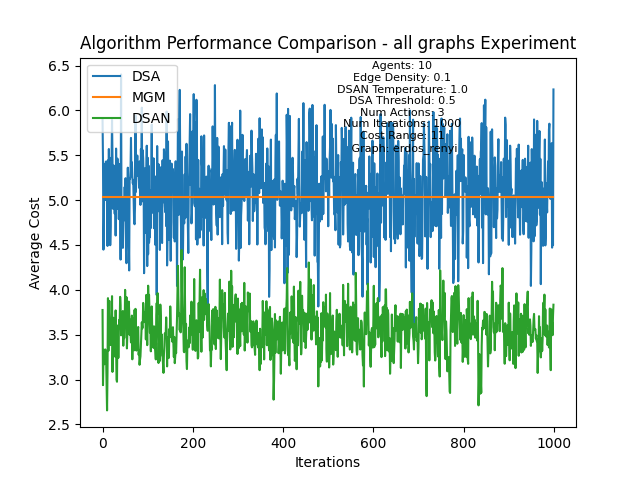 Algorithm Performance Comparison - all graphs Experiment
DSA
MGM
DSAN
Agents: 10
Edge Density: 0.1
DSAN Temperature: 1.0
DSA Threshold: 0.5
Num Actions: 3
Num Iterations: 1000
Cost Range: 11
Graph: erdos_renyi
Average Cost
6.5
6.0
5.5
5.0
4.5
4.0
3.5
3.0
2.5
0 200 400 600 800 1000
Iterations